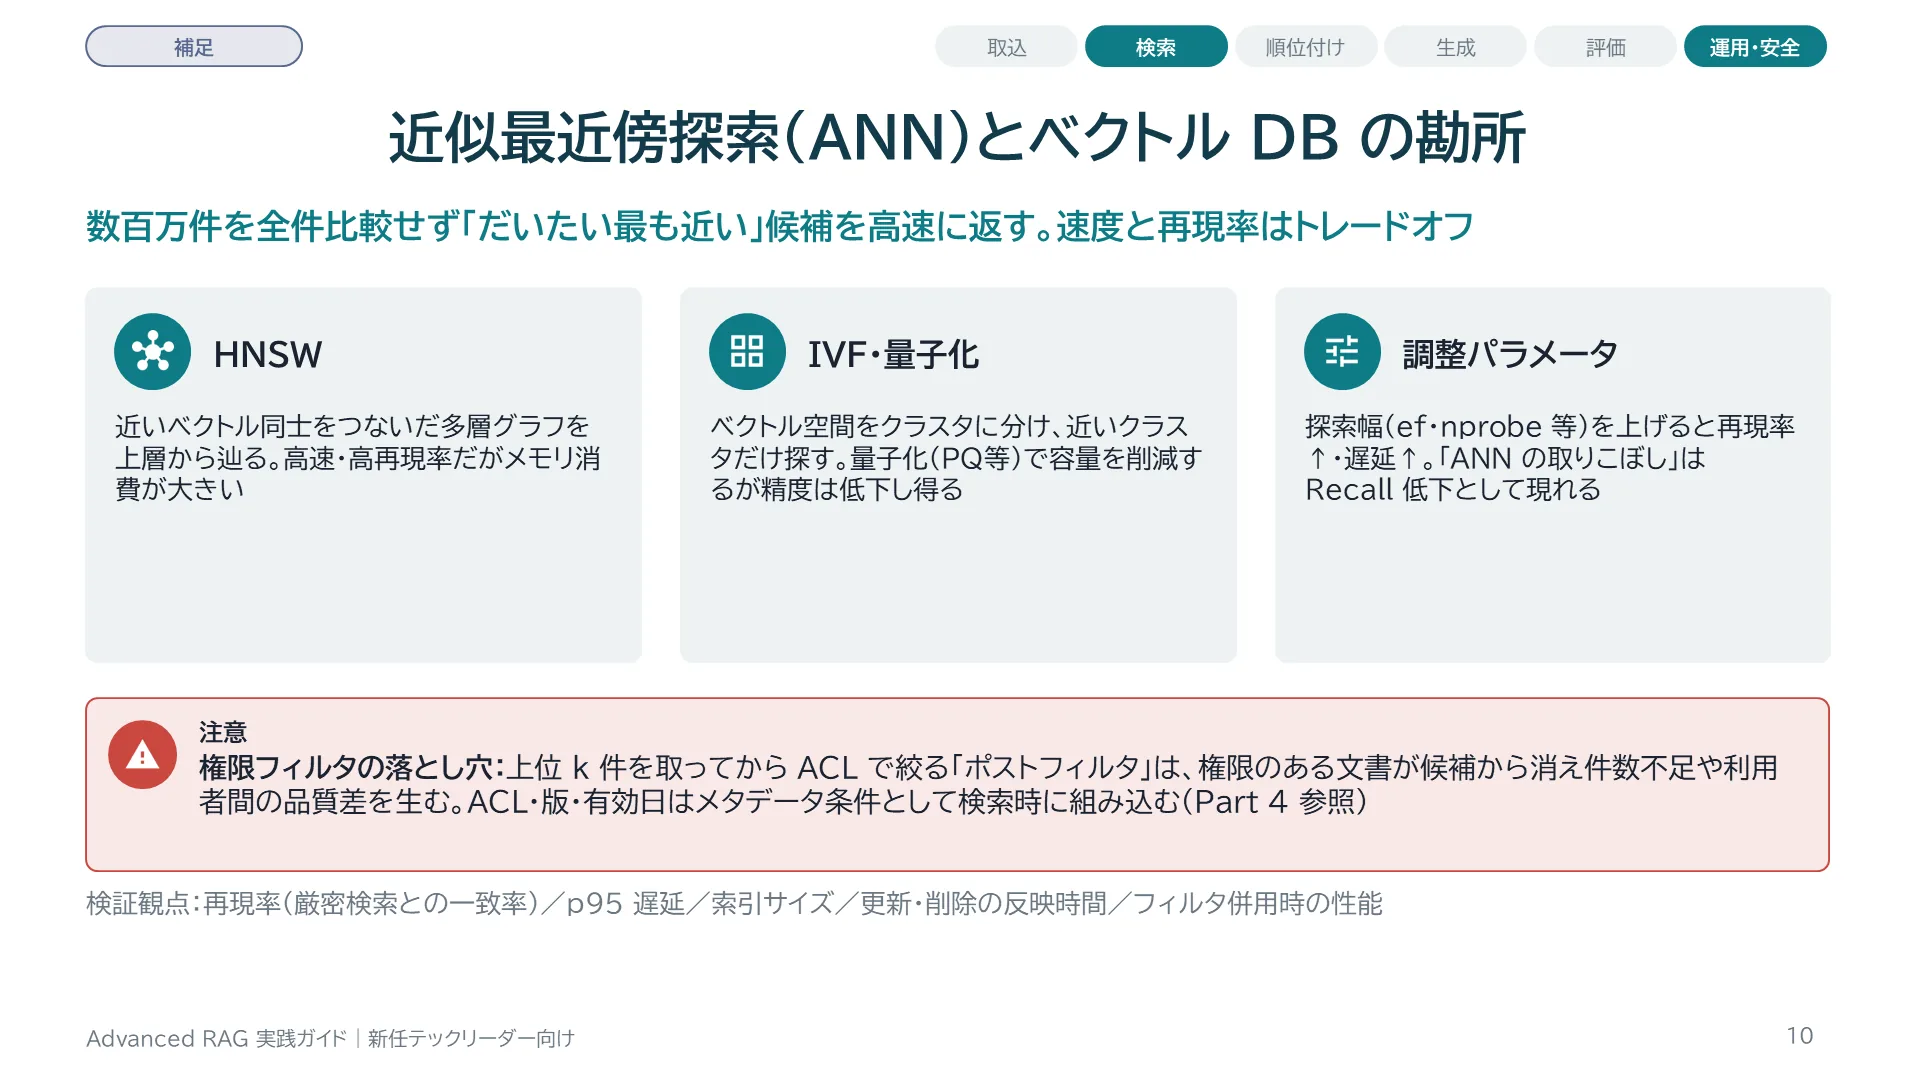 補足
取込
検索
順位付け
生成
評価
運用・安全
近似最近傍探索（ANN）とベクトル DB の勘所
数百万件を全件比較せず「だいたい最も近い」候補を高速に返す。速度と再現率はトレードオフ
HNSW
近いベクトル同士をつないだ多層グラフを
上層から辿る。高速・高再現率だがメモリ消
費が大きい
IVF・量子化
ベクトル空間をクラスタに分け、近いクラス
タだけ探す。量子化（PQ等）で容量を削減す
るが精度は低下し得る
調整パラメータ
探索幅（ef・nprobe 等）を上げると再現率
↑・遅延↑。「ANN の取りこぼし」は
Recall 低下として現れる
注意
権限フィルタの落とし穴：上位 k 件を取ってから ACL で絞る「ポストフィルタ」は、権限のある文書が候補から消え件数不足や利用
者間の品質差を生む。ACL・版・有効日はメタデータ条件として検索時に組み込む（Part 4 参照）
検証観点：再現率（厳密検索との一致率）／p95 遅延／索引サイズ／更新・削除の反映時間／フィルタ併用時の性能
Advanced RAG 実践ガイド｜新任テックリーダー向け
10